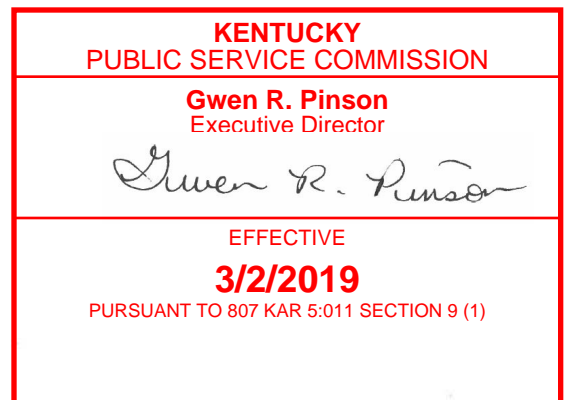 KENTUCKY
PUBLIC SERVICE COMMISSION
Gwen R. Pinson
Executive Director
Gwen R. Pinson
EFFECTIVE
3/2/2019
PURSUANT TO 807 KAR 5:011 SECTION 9 (1)